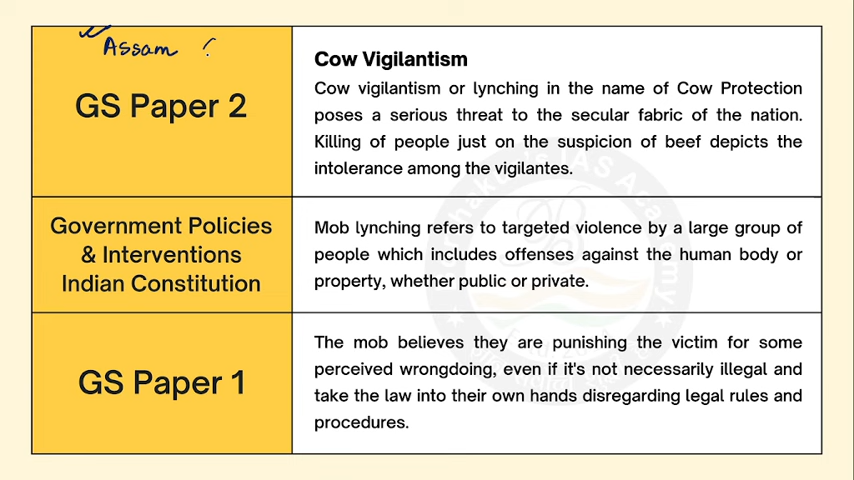 Assam
GS Paper 2
Cow Vigilantism
Cow vigilantism or lynching in the name of Cow Protection
poses a serious threat to the secular fabric of the nation.
Killing of people just on the suspicion of beef depicts the
intolerance among the vigilantes.
Government Policies
& Interventions
Indian Constitution
Mob lynching refers to targeted violence by a large group of
people which includes offenses against the human body or
property, whether public or private.
GS Paper 1
The mob believes they are punishing the victim for some
perceived wrongdoing, even if it's not necessarily illegal and
take the law into their own hands disregarding legal rules and
procedures.
IAS Academy